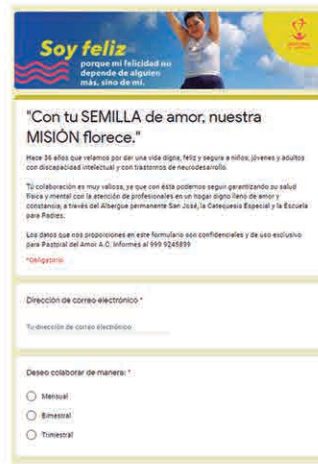 Soy feliz
porque mi felicidad no
depende de alguien
más, sino de mí.
"Con tu SEMILLA de amor, nuestra
MISIÓN florece."
Hace 36 años que velamos por dar una vida digna, feliz y segura a niños, jóvenes y adultos
con discapacidad intelectual y con trastornos de neurodesarrollo.
Tu colaboración es muy valiosa, ya que con ésta podemos seguir garantizando su salud
física y mental con la atención de profesionales en un hogar digno lleno de amor y
constancia, a través del Albergue permanente San José, la Catequesis Especial y la Escuela
para Padres.
Los datos que nos proporciones en este formulario son confidenciales y de uso exclusivo
para Pastoral del Amor A.C. Informes al 999 9245899
*Obligatorio
Dirección de correo electrónico *
Tu dirección de correo electrónico
Deseo colaborar de manera: *
Mensual
Bimestral
Trimestral